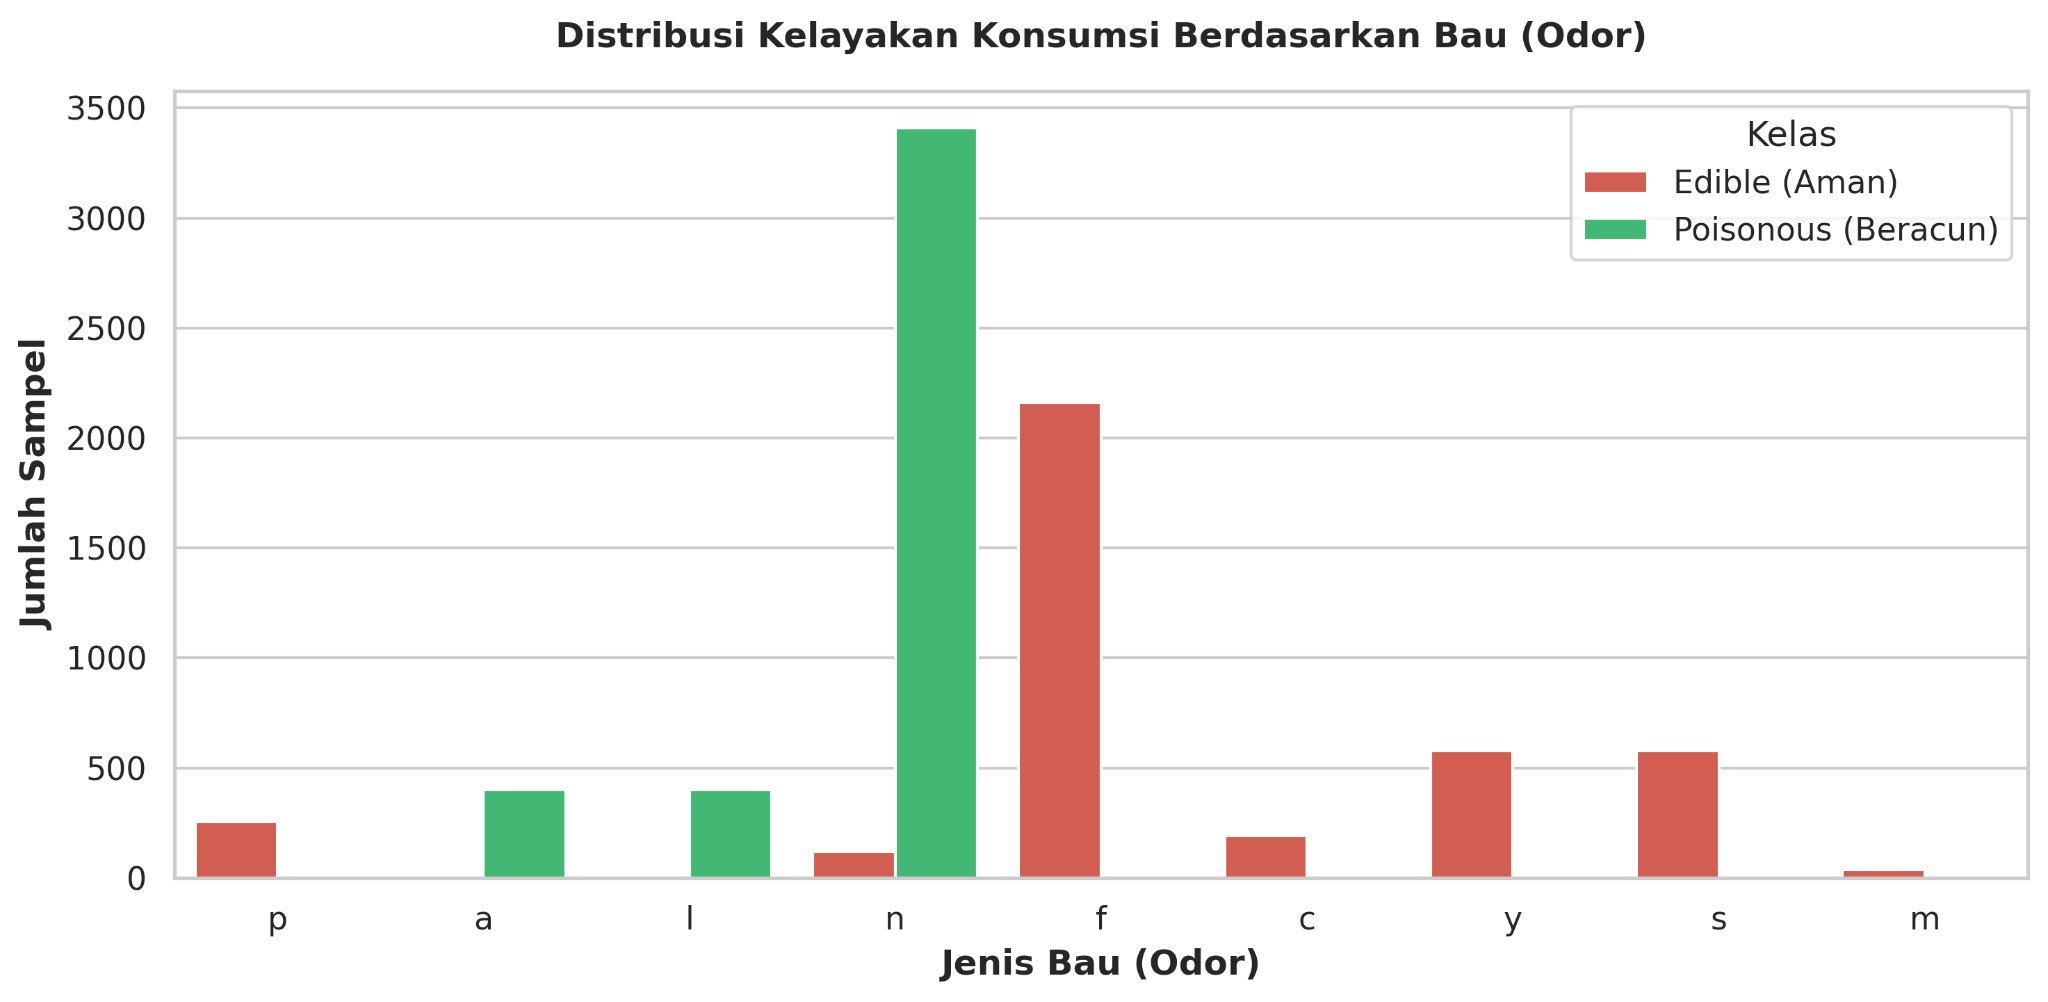 Distribusi Kelayakan Konsumsi Berdasarkan Bau (Odor)
Kelas
Edible (Aman)
Poisonous (Beracun)
Jumlah Sampel
3500
3000
2500
2000
1500
1000
500
0
p a l n f c y s m
Jenis Bau (Odor)